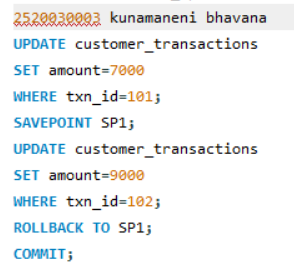 2520030003 kunamaneni bhavana
UPDATE customer_transactions
SET amount=7000
WHERE txn_id=101;
SAVEPOINT SP1;
UPDATE customer_transactions
SET amount=9000
WHERE txn_id=102;
ROLLBACK TO SP1;
COMMIT;